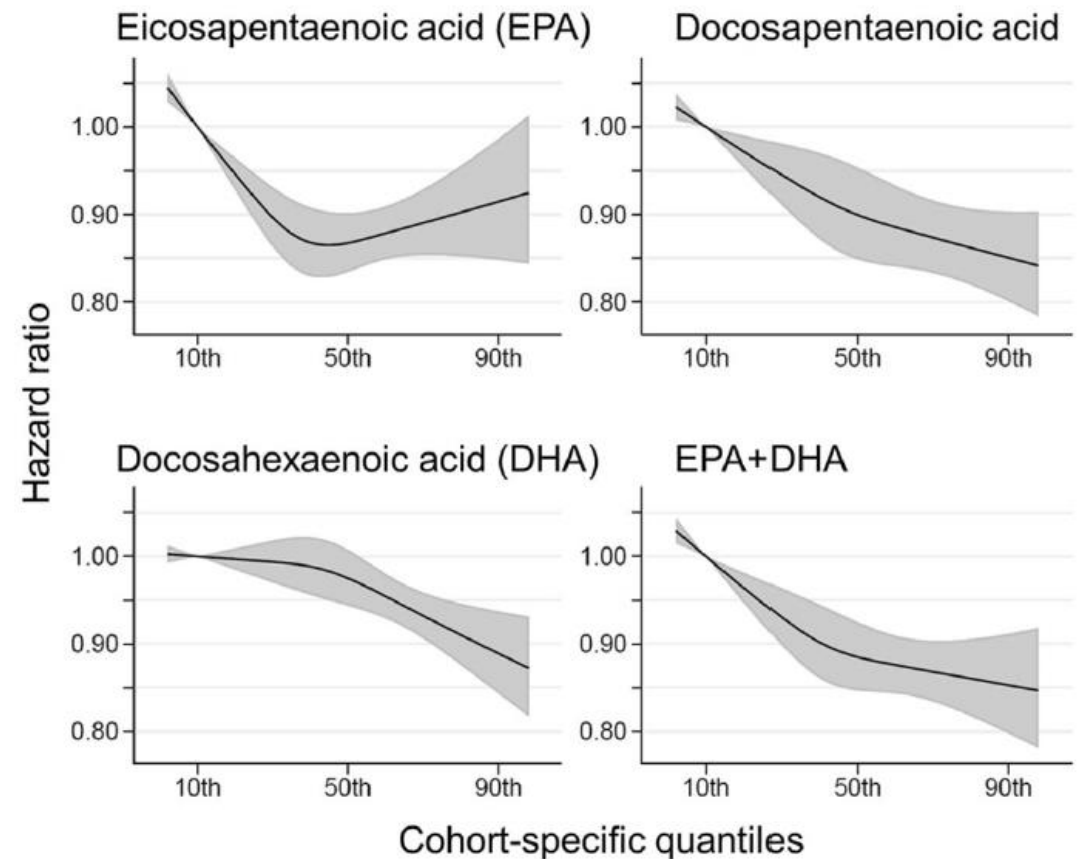 Eicosapentaenoic acid (EPA)
Docosapentaenoic acid
1.00
0.90
0.80
10th 50th 90th
1.00
0.90
0.80
10th 50th 90th
Hazard ratio
Docosahexaenoic acid (DHA)
EPA+DHA
1.00
0.90
0.80
10th 50th 90th
1.00
0.90
0.80
10th 50th 90th
Cohort-specific quantiles